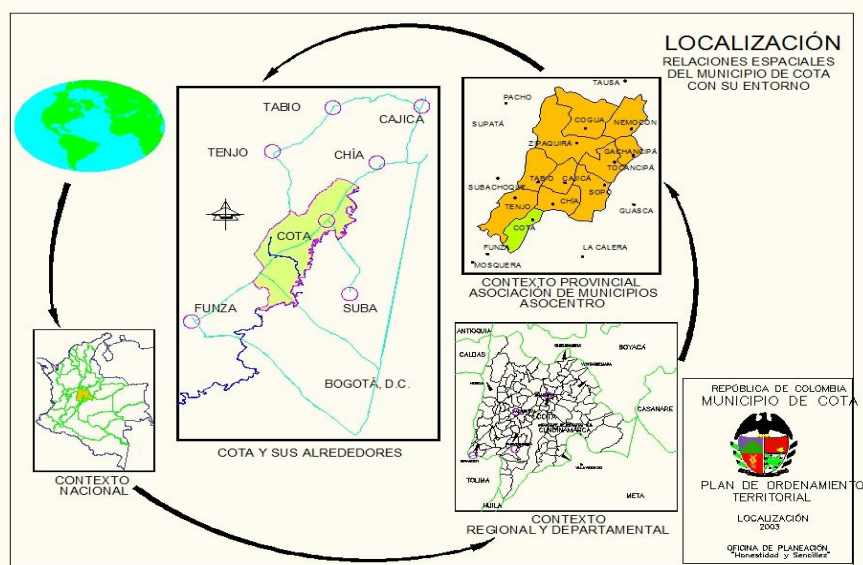 LOCALIZACIÓN
RELACIONES ESPACIALES
DEL MUNICIPIO DE COTA
CON SU ENTORNO
TABIO
CAJICA
TENJO
CHÍA
COTA
FUNZA
SUBA
BOGOTÁ, D.C.
COTA Y SUS ALREDEDORES
TAUSA
PACHO
SUPATÁ
COGUA
NEMOCÓN
ZIPAQUIRÁ
GACHANCIPÁ
TOCANCIPÁ
TABIO
CAJICÁ
SUBACHOQUE
SOPÓ
TENJO
CHÍA
GUASCA
COTA
FUNZA
LA CALERA
MOSQUERA
CONTEXTO PROVINCIAL
ASOCIACIÓN DE MUNICIPIOS
ASOCENTRO
CONTEXTO
NACIONAL
ANTIOQUIA
BOYACÁ
CALDAS
CASANARE
COTA
CUNDINAMARCA
TOLIMA
META
HUILA
CONTEXTO
REGIONAL Y DEPARTAMENTAL
REPÚBLICA DE COLOMBIA
MUNICIPIO DE COTA
PLAN DE ORDENAMIENTO
TERRITORIAL
LOCALIZACIÓN
2003
OFICINA DE PLANEACIÓN
"Honestidad y Sencillez"